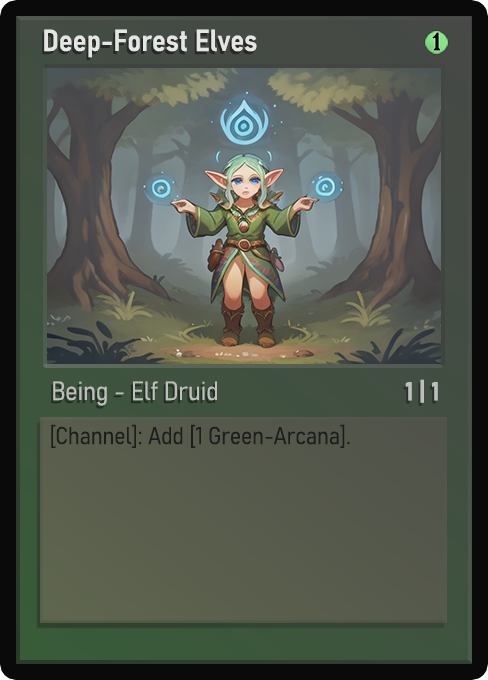 Deep-Forest Elves
1
Being - Elf Druid
1|1
[Channel]: Add [1 Green-Arcana].